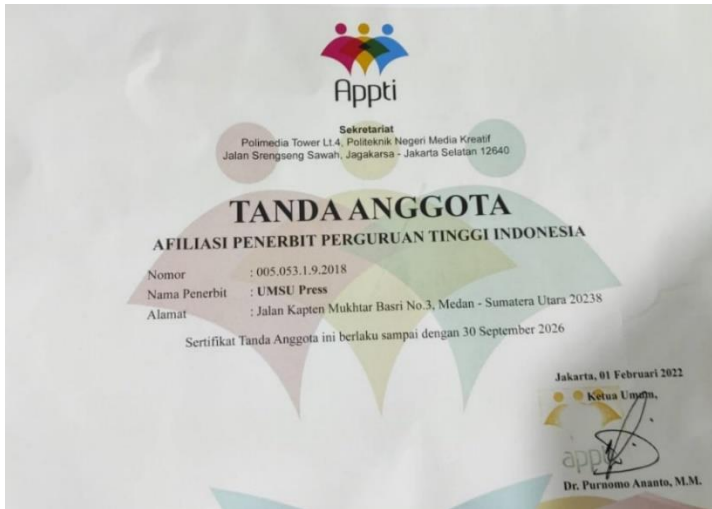 Appti
Sekretariat
Polimedia Tower Lt.4, Politeknik Negeri Media Kreatif
Jalan Srengseng Sawah, Jagakarsa - Jakarta Selatan 12640
TANDA ANGGOTA
AFILIASI PENERBIT PERGURUAN TINGGI INDONESIA
Nomor : 005.053.1.9.2018
Nama Penerbit : UMSU Press
Alamat : Jalan Kapten Mukhtar Basri No.3, Medan - Sumatera Utara 20238
Sertifikat Tanda Anggota ini berlaku sampai dengan 30 September 2026
Jakarta, 01 Februari 2022
Ketua Umum,
appti
Dr. Purnomo Ananto, M.M.